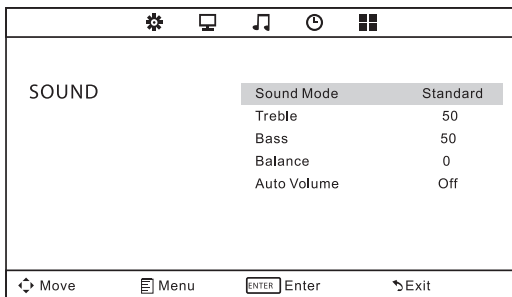 SOUND
Sound Mode Standard
Treble 50
Bass 50
Balance 0
Auto Volume Off
Move Menu ENTER Enter Exit